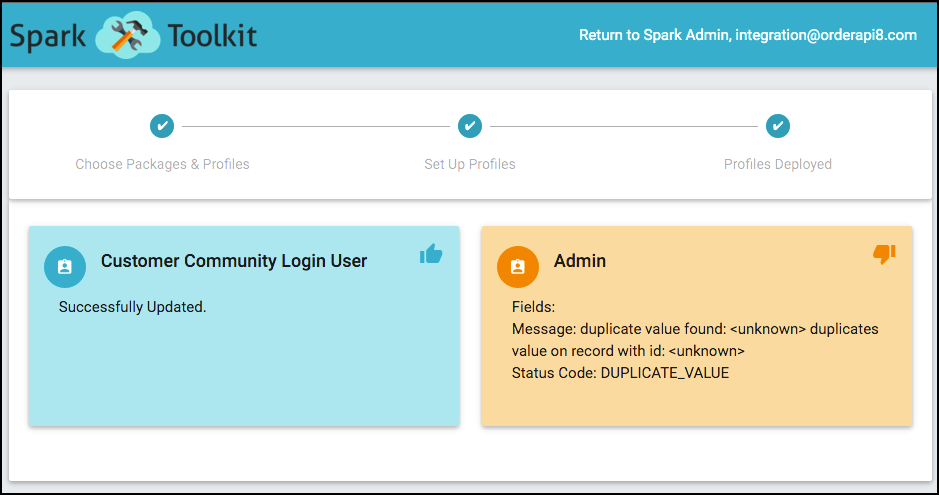 Spark Toolkit
Return to Spark Admin, integration@orderapi8.com
Choose Packages & Profiles
Set Up Profiles
Profiles Deployed
Customer Community Login User
Successfully Updated.
Admin
Fields:
Message: duplicate value found: <unknown> duplicates
value on record with id: <unknown>
Status Code: DUPLICATE_VALUE